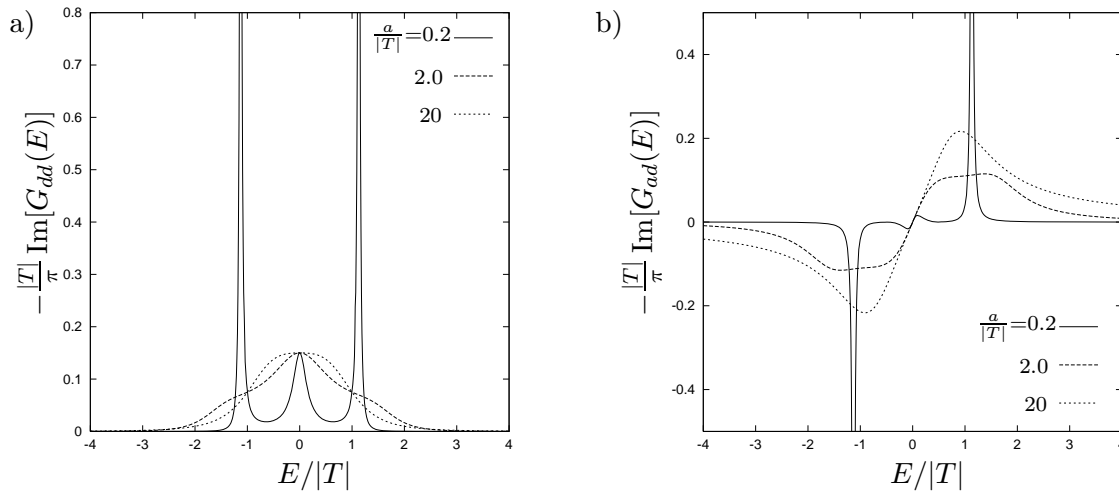 a)
0.8
0.7
0.6
0.5
0.4
0.3
0.2
0.1
0
-4 -3 -2 -1 0 1 2 3 4
−|T|/π Im[G_dd(E)]
E/|T|
a/|T|=0.2
2.0
20
b)
0.4
0.2
0
-0.2
-0.4
-4 -3 -2 -1 0 1 2 3 4
−|T|/π Im[G_ad(E)]
E/|T|
a/|T|=0.2
2.0
20